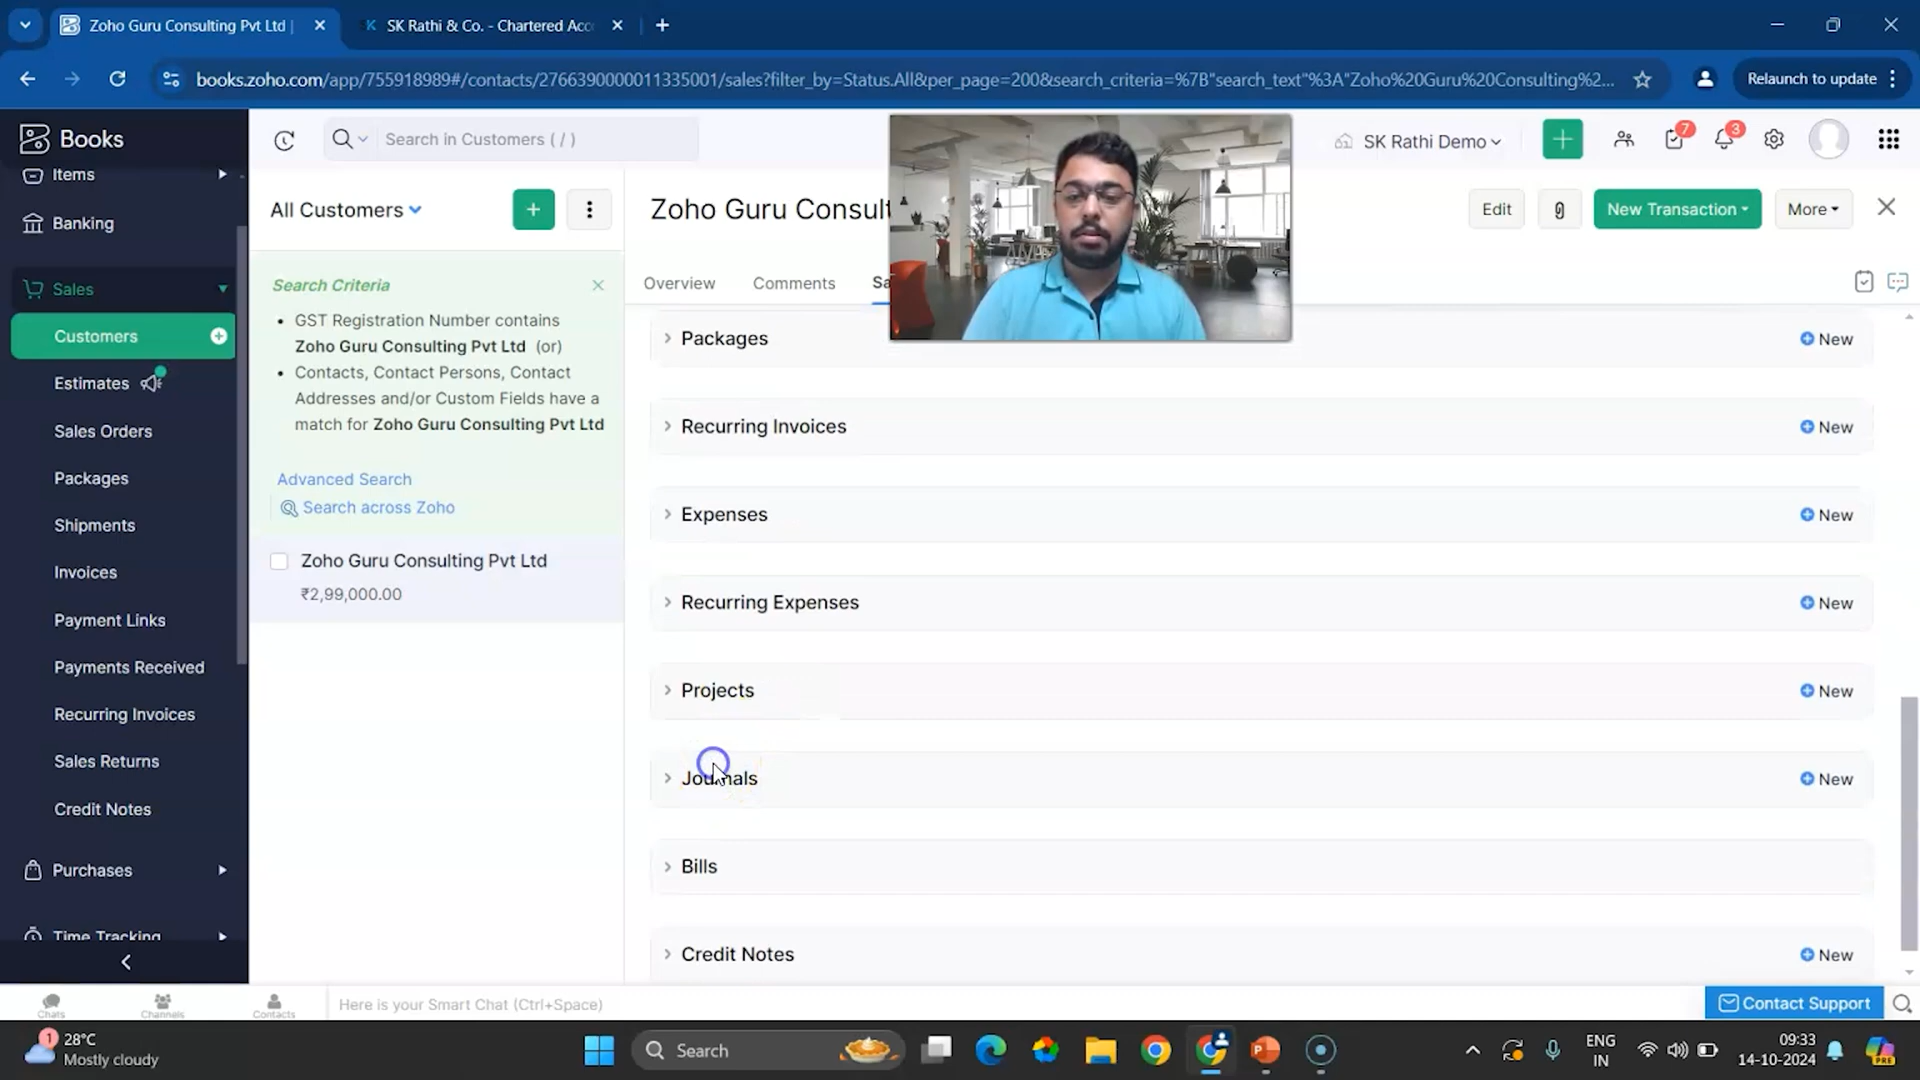 Zoho Guru Consulting Pvt Ltd |
SK Rathi & Co. - Chartered Acc
books.zoho.com/app/755918989#/contacts/2766390000011335001/sales?filter_by=Status.All&per_page=200&search_criteria=%7B"search_text"%3A"Zoho%20Guru%20Consulting%2...
Relaunch to update
Books
Items
Banking
Sales
Customers
Estimates
Sales Orders
Packages
Shipments
Invoices
Payment Links
Payments Received
Recurring Invoices
Sales Returns
Credit Notes
Purchases
Time Tracking
Search in Customers ( / )
SK Rathi Demo
7
3
All Customers
Search Criteria
• GST Registration Number contains
Zoho Guru Consulting Pvt Ltd (or)
• Contacts, Contact Persons, Contact
Addresses and/or Custom Fields have a
match for Zoho Guru Consulting Pvt Ltd
Advanced Search
Search across Zoho
Zoho Guru Consulting Pvt Ltd
₹2,99,000.00
Zoho Guru Consult
Edit
New Transaction
More
Overview
Comments
Sa
Packages
New
Recurring Invoices
New
Expenses
New
Recurring Expenses
New
Projects
New
Journals
New
Bills
Credit Notes
New
Chats
Channels
Contacts
Here is your Smart Chat (Ctrl+Space)
Contact Support
1
28°C
Mostly cloudy
Search
ENG
IN
09:33
14-10-2024
PRE